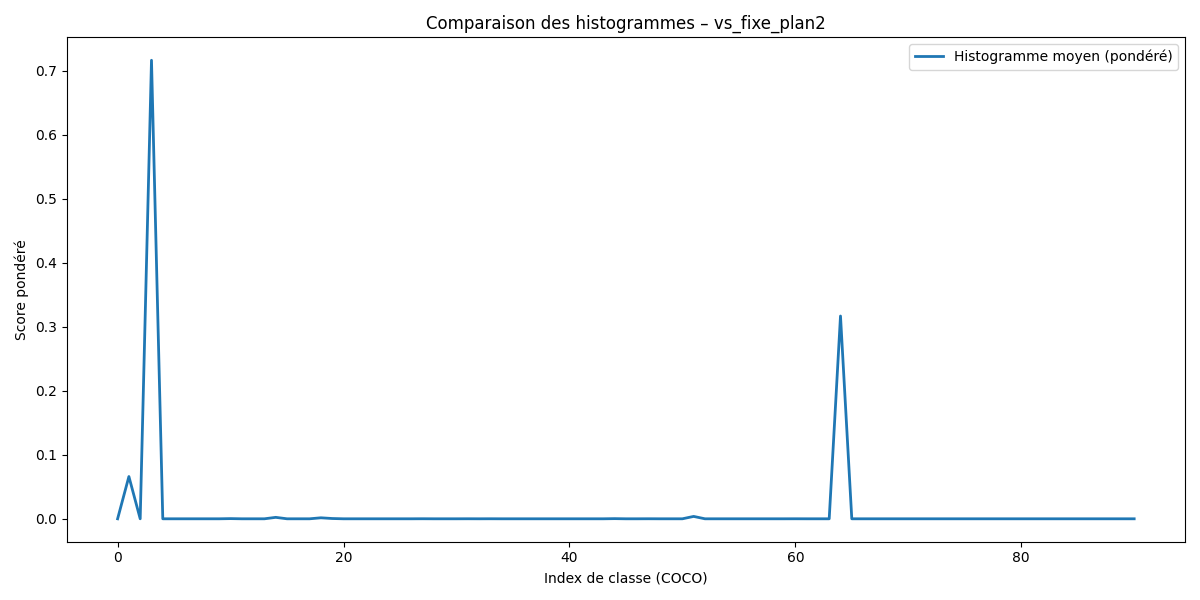 Comparaison des histogrammes – vs_fixe_plan2
Histogramme moyen (pondéré)
Score pondéré
0.7
0.6
0.5
0.4
0.3
0.2
0.1
0.0
0 20 40 60 80
Index de classe (COCO)